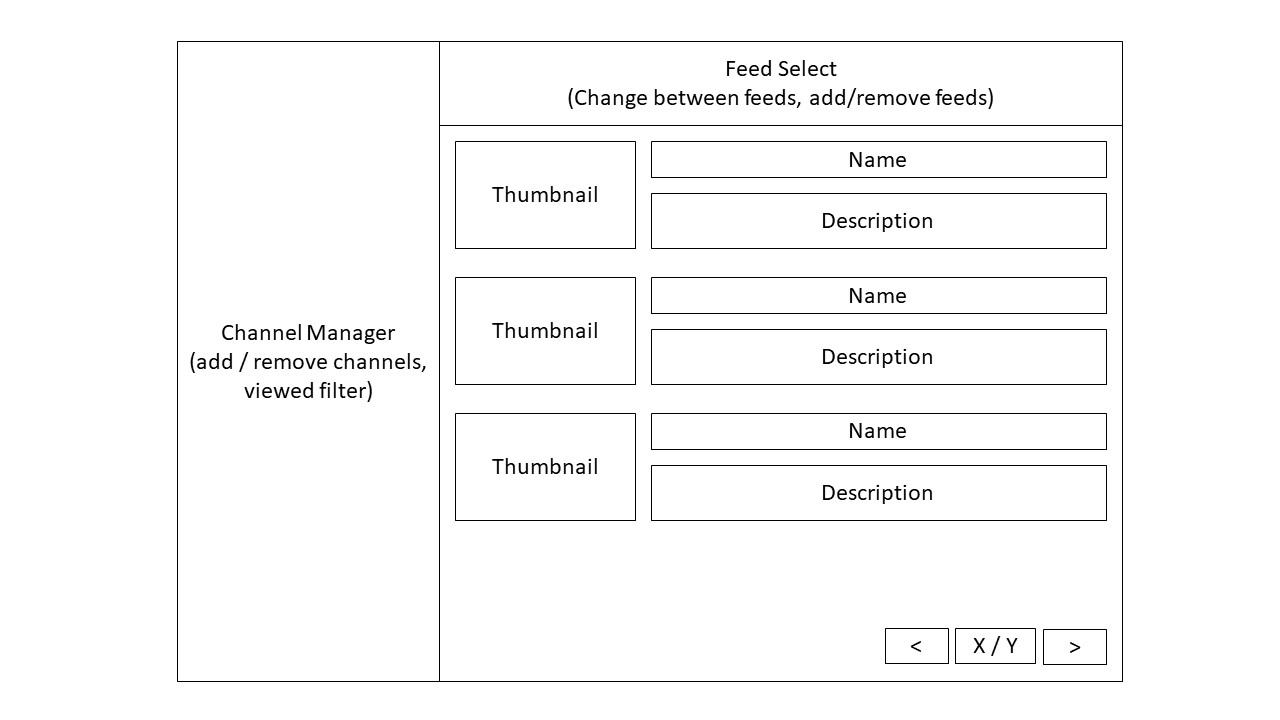 Feed Select
(Change between feeds, add/remove feeds)
Channel Manager
(add / remove channels,
viewed filter)
Thumbnail
Name
Description
Thumbnail
Name
Description
Thumbnail
Name
Description
<
X / Y
>